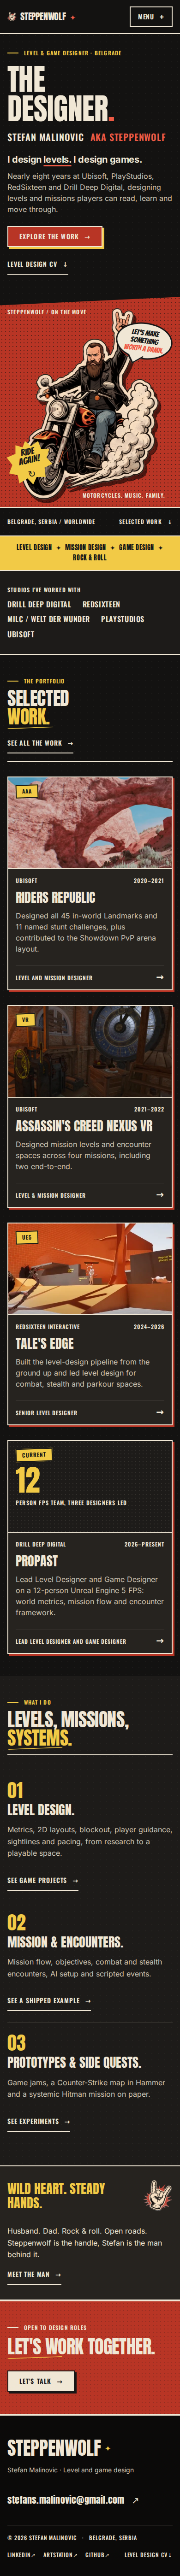 STEPPENWOLF
MENU
LEVEL & GAME DESIGNER · BELGRADE
THE
DESIGNER.
STEFAN MALINOVIC AKA STEPPENWOLF
I design levels. I design games.
Nearly eight years at Ubisoft, PlayStudios,
RedSixteen and Drill Deep Digital, designing
levels and missions players can read, learn and
move through.
EXPLORE THE WORK →
LEVEL DESIGN CV ↓
STEPPENWOLF / ON THE MOVE
LET'S MAKE
SOMETHING
WORTH A DAMN.
RIDE
AGAIN!
MOTORCYCLES. MUSIC. FAMILY.
BELGRADE, SERBIA / WORLDWIDE
SELECTED WORK ↓
LEVEL DESIGN ✦ MISSION DESIGN ✦ GAME DESIGN ✦
ROCK & ROLL
STUDIOS I'VE WORKED WITH
DRILL DEEP DIGITAL REDSIXTEEN
MILC / WELT DER WUNDER PLAYSTUDIOS
UBISOFT
THE PORTFOLIO
SELECTED
WORK.
SEE ALL THE WORK →
AAA
UBISOFT 2020–2021
RIDERS REPUBLIC
Designed all 45 in-world Landmarks and
11 named stunt challenges, plus
contributed to the Showdown PvP arena
layout.
LEVEL AND MISSION DESIGNER →
VR
UBISOFT 2021–2022
ASSASSIN'S CREED NEXUS VR
Designed mission levels and encounter
spaces across four missions, including
two end-to-end.
LEVEL & MISSION DESIGNER →
UE5
REDSIXTEEN INTERACTIVE 2024–2026
TALE'S EDGE
Built the level-design pipeline from the
ground up and led level design for
combat, stealth and parkour spaces.
SENIOR LEVEL DESIGNER →
CURRENT
12
PERSON FPS TEAM, THREE DESIGNERS LED
DRILL DEEP DIGITAL 2026–PRESENT
PROPAST
Lead Level Designer and Game Designer
on a 12-person Unreal Engine 5 FPS:
world metrics, mission flow and encounter
framework.
LEAD LEVEL DESIGNER AND GAME DESIGNER →
WHAT I DO
LEVELS, MISSIONS,
SYSTEMS.
01
LEVEL DESIGN.
Metrics, 2D layouts, blockout, player guidance,
sightlines and pacing, from research to a
playable space.
SEE GAME PROJECTS →
02
MISSION & ENCOUNTERS.
Mission flow, objectives, combat and stealth
encounters, AI setup and scripted events.
SEE A SHIPPED EXAMPLE →
03
PROTOTYPES & SIDE QUESTS.
Game jams, a Counter-Strike map in Hammer
and a systemic Hitman mission on paper.
SEE EXPERIMENTS →
WILD HEART. STEADY
HANDS.
Husband. Dad. Rock & roll. Open roads.
Steppenwolf is the handle, Stefan is the man
behind it.
MEET THE MAN →
OPEN TO DESIGN ROLES
LET'S WORK TOGETHER.
LET'S TALK →
STEPPENWOLF
Stefan Malinovic · Level and game design
stefans.malinovic@gmail.com ↗
© 2026 STEFAN MALINOVIC · BELGRADE, SERBIA
LINKEDIN↗ ARTSTATION↗ GITHUB↗ LEVEL DESIGN CV↓